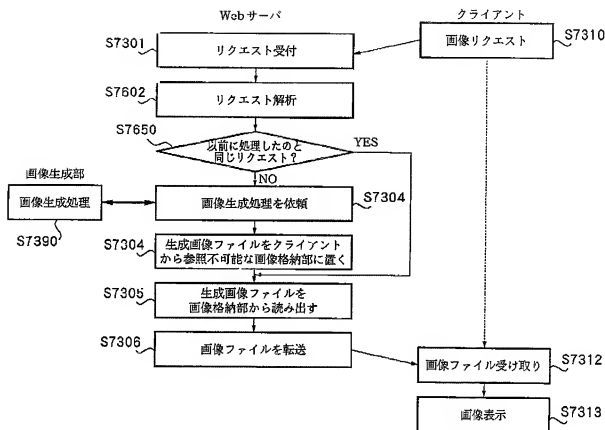 Webサーバ
クライアント
S7301
リクエスト受付
画像リクエスト
S7310
S7602
リクエスト解析
S7650
以前に処理したのと
同じリクエスト？
YES
NO
画像生成部
画像生成処理
S7390
画像生成処理を依頼
S7304
S7304
生成画像ファイルをクライアント
から参照不可能な画像格納部に置く
S7305
生成画像ファイルを
画像格納部から読み出す
S7306
画像ファイルを転送
画像ファイル受け取り
S7312
画像表示
S7313